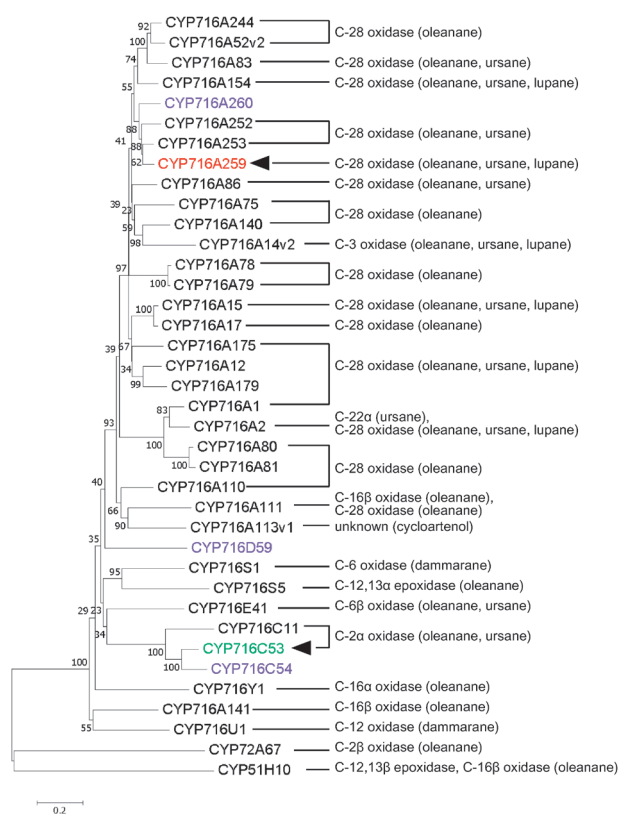 92 CYP716A244
C-28 oxidase (oleanane)
100 CYP716A52v2
74 CYP716A83 C-28 oxidase (oleanane, ursane)
55 CYP716A154 C-28 oxidase (oleanane, ursane, lupane)
CYP716A260
88 CYP716A252
C-28 oxidase (oleanane, ursane)
41 88 CYP716A253
62 CYP716A259 C-28 oxidase (oleanane, ursane, lupane)
CYP716A86 C-28 oxidase (oleanane, ursane)
39 23 CYP716A75
C-28 oxidase (oleanane)
59 CYP716A140
98 CYP716A14v2 C-3 oxidase (oleanane, ursane, lupane)
97 CYP716A78
C-28 oxidase (oleanane)
100 CYP716A79
100 CYP716A15 C-28 oxidase (oleanane, ursane, lupane)
CYP716A17 C-28 oxidase (oleanane)
39 67 CYP716A175
34 CYP716A12 C-28 oxidase (oleanane, ursane, lupane)
99 CYP716A179
83 CYP716A1
C-22α (ursane),
93 CYP716A2
C-28 oxidase (oleanane, ursane, lupane)
100 CYP716A80
100 CYP716A81 C-28 oxidase (oleanane)
40 CYP716A110
C-16β oxidase (oleanane),
66 CYP716A111
C-28 oxidase (oleanane)
90 CYP716A113v1 unknown (cycloartenol)
35 CYP716D59
95 CYP716S1 C-6 oxidase (dammarane)
CYP716S5 C-12,13α epoxidase (oleanane)
29 23 CYP716E41 C-6β oxidase (oleanane, ursane)
34 CYP716C11
C-2α oxidase (oleanane, ursane)
100 CYP716C53
100 100 CYP716C54
CYP716Y1 C-16α oxidase (oleanane)
CYP716A141 C-16β oxidase (oleanane)
55 CYP716U1 C-12 oxidase (dammarane)
CYP72A67 C-2β oxidase (oleanane)
CYP51H10 C-12,13β epoxidase, C-16β oxidase (oleanane)
0.2